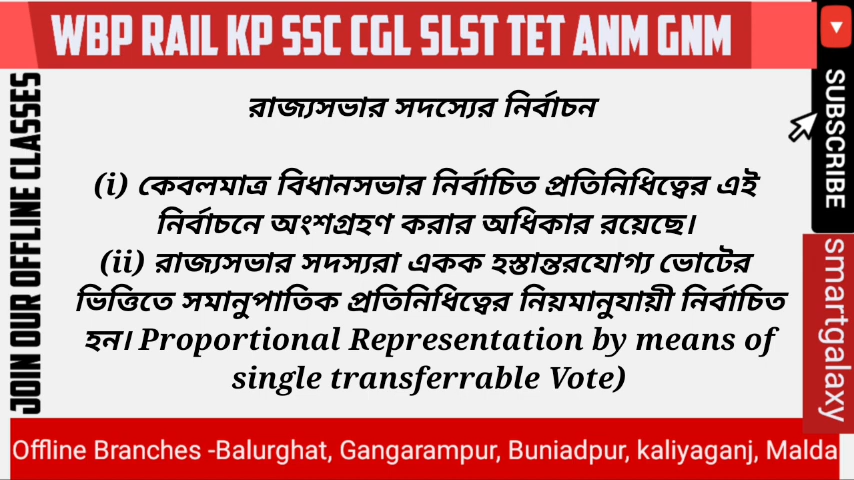 WBP RAIL KP SSC CGL SLST TET ANM GNM
JOIN OUR OFFLINE CLASSES
রাজ্যসভার সদস্যের নির্বাচন
(i) কেবলমাত্র বিধানসভার নির্বাচিত প্রতিনিধিত্বের এই
নির্বাচনে অংশগ্রহণ করার অধিকার রয়েছে।
(ii) রাজ্যসভার সদস্যরা একক হস্তান্তরযোগ্য ভোটের
ভিত্তিতে সমানুপাতিক প্রতিনিধিত্বের নিয়মানুযায়ী নির্বাচিত
হন। Proportional Representation by means of
single transferrable Vote)
SUBSCRIBE
smartgalaxy
Offline Branches -Balurghat, Gangarampur, Buniadpur, kaliyaganj, Malda